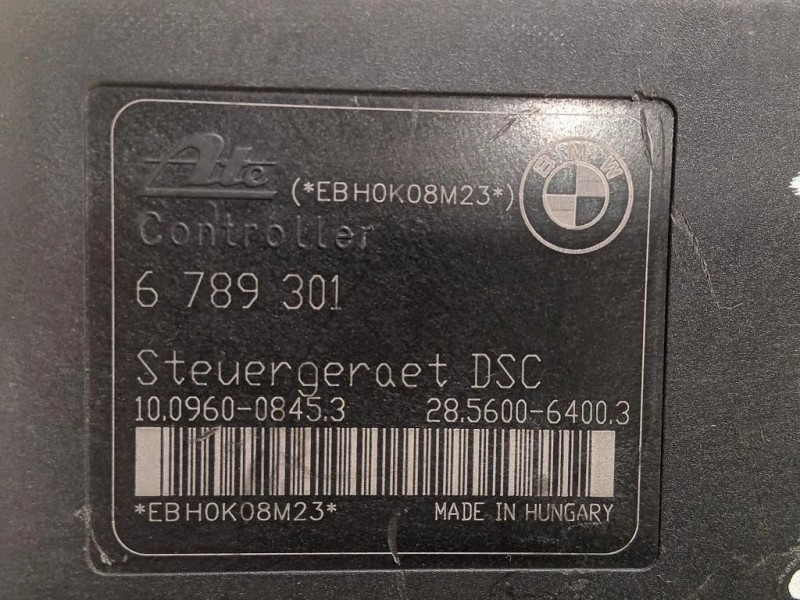 Ate
(*EBH0K08M23*)
BMW
Controller
6 789 301
Steuergeraet DSC
10.0960-0845.3 28.5600-6400.3
*EBH0K08M23* MADE IN HUNGARY